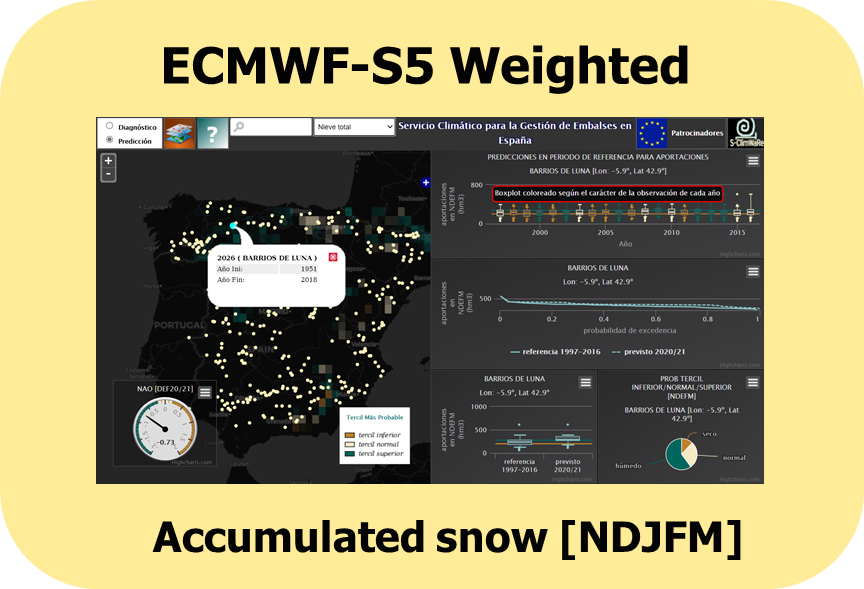 ECMWF-S5 Weighted
Diagnóstico
Predicción
?
Nieve total
Servicio Climático para la Gestión de Embalses en
España
Patrocinadores
S-ClimWaRe
+
-
PORTUGAL
2026 ( BARRIOS DE LUNA )
Año Ini: 1951
Año Fin: 2018
NAO [DEF20/21]
-0.73
Highcharts.com
Tercil Más Probable
tercil inferior
tercil normal
tercil superior
PREDICCIONES EN PERIODO DE REFERENCIA PARA APORTACIONES
BARRIOS DE LUNA [Lon: -5.9°, Lat 42.9°]
Boxplot coloreado según el carácter de la observación de cada año
aportaciones
en NDEFM
(hm3)
800
0
2000
2005
2010
2015
Año
Highcharts.com
BARRIOS DE LUNA
Lon: -5.9°, Lat 42.9°
aportaciones
en
NDEFM
(hm3)
500
0
0.2
0.4
0.6
0.8
1
probabilidad de excedencia
referencia 1997-2016
previsto 2020/21
Highcharts.com
BARRIOS DE LUNA
Lon: -5.9°, Lat 42.9°
aportaciones
en NDEFM
(hm3)
1000
500
0
referencia
1997-2016
previsto
2020/21
Highcharts.com
PROB TERCIL
INFERIOR/NORMAL/SUPERIOR
[NDEFM]
BARRIOS DE LUNA [Lon: -5.9°, Lat
42.9°]
seco
normal
húmedo
Highcharts.com
Accumulated snow [NDJFM]